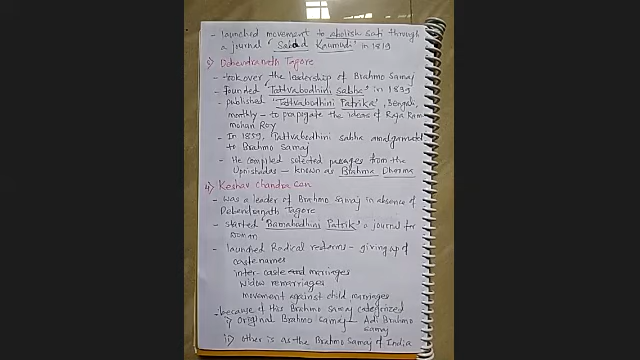 - launched movement to abolish sati through
a journal 'Sabad Kaumudi' in 1819
3) Debendranath Tagore
- took over the leadership of Brahmo Samaj
- Founded 'Tattvabodhini Sabha' in 1839
- published 'Tattvabodhini Patrika', Bengali,
monthly - to propigate the ideas of Raja Ram
mohan Roy
- In 1859, Tattvabodhini sabha amalgamated
to Brahmo Samaj
- He compiled selected passages from the
Upnishadas - known as Brahma Dharma
4) Keshav Chandra Sen
- was a leader of Brahmo Samaj in absence of
Debendranath Tagore
- started 'Bamabodhini Patrik' a journal for
woman
- launched Radical reforms - giving up of
caste names
inter-caste marriages
widow remarriages
movement against child marriages
- because of this Brahmo Samaj categorized
i) Original Brahmo Samaj - Adi Brahmo
Samaj
ii) other is as the Brahmo Samaj of India